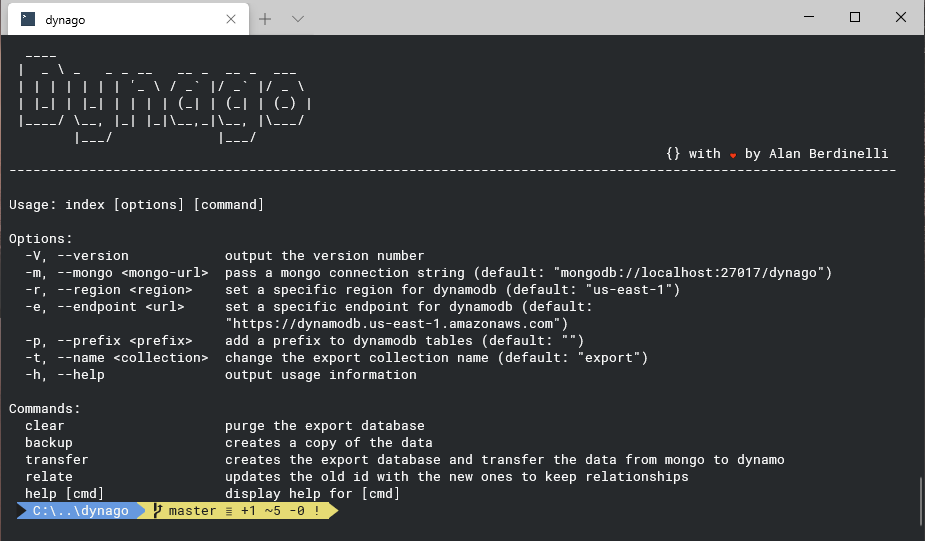 dynago
Dynago
{} with ❤ by Alan Berdinelli
Usage: index [options] [command]
Options:
-V, --version output the version number
-m, --mongo <mongo-url> pass a mongo connection string (default: "mongodb://localhost:27017/dynago")
-r, --region <region> set a specific region for dynamodb (default: "us-east-1")
-e, --endpoint <url> set a specific endpoint for dynamodb (default:
"https://dynamodb.us-east-1.amazonaws.com")
-p, --prefix <prefix> add a prefix to dynamodb tables (default: "")
-t, --name <collection> change the export collection name (default: "export")
-h, --help output usage information
Commands:
clear purge the export database
backup creates a copy of the data
transfer creates the export database and transfer the data from mongo to dynamo
relate updates the old id with the new ones to keep relationships
help [cmd] display help for [cmd]
C:\..\dynago master ≡ +1 ~5 -0 !